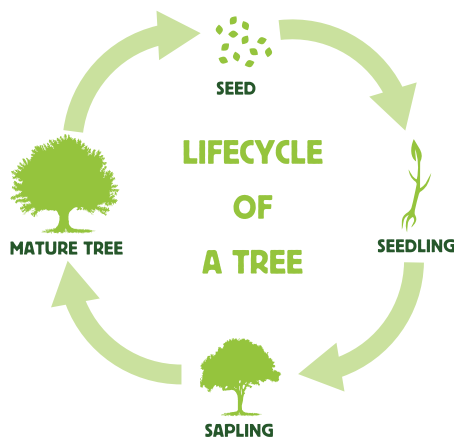 SEED
LIFECYCLE
OF
A TREE
SEEDLING
MATURE TREE
SAPLING